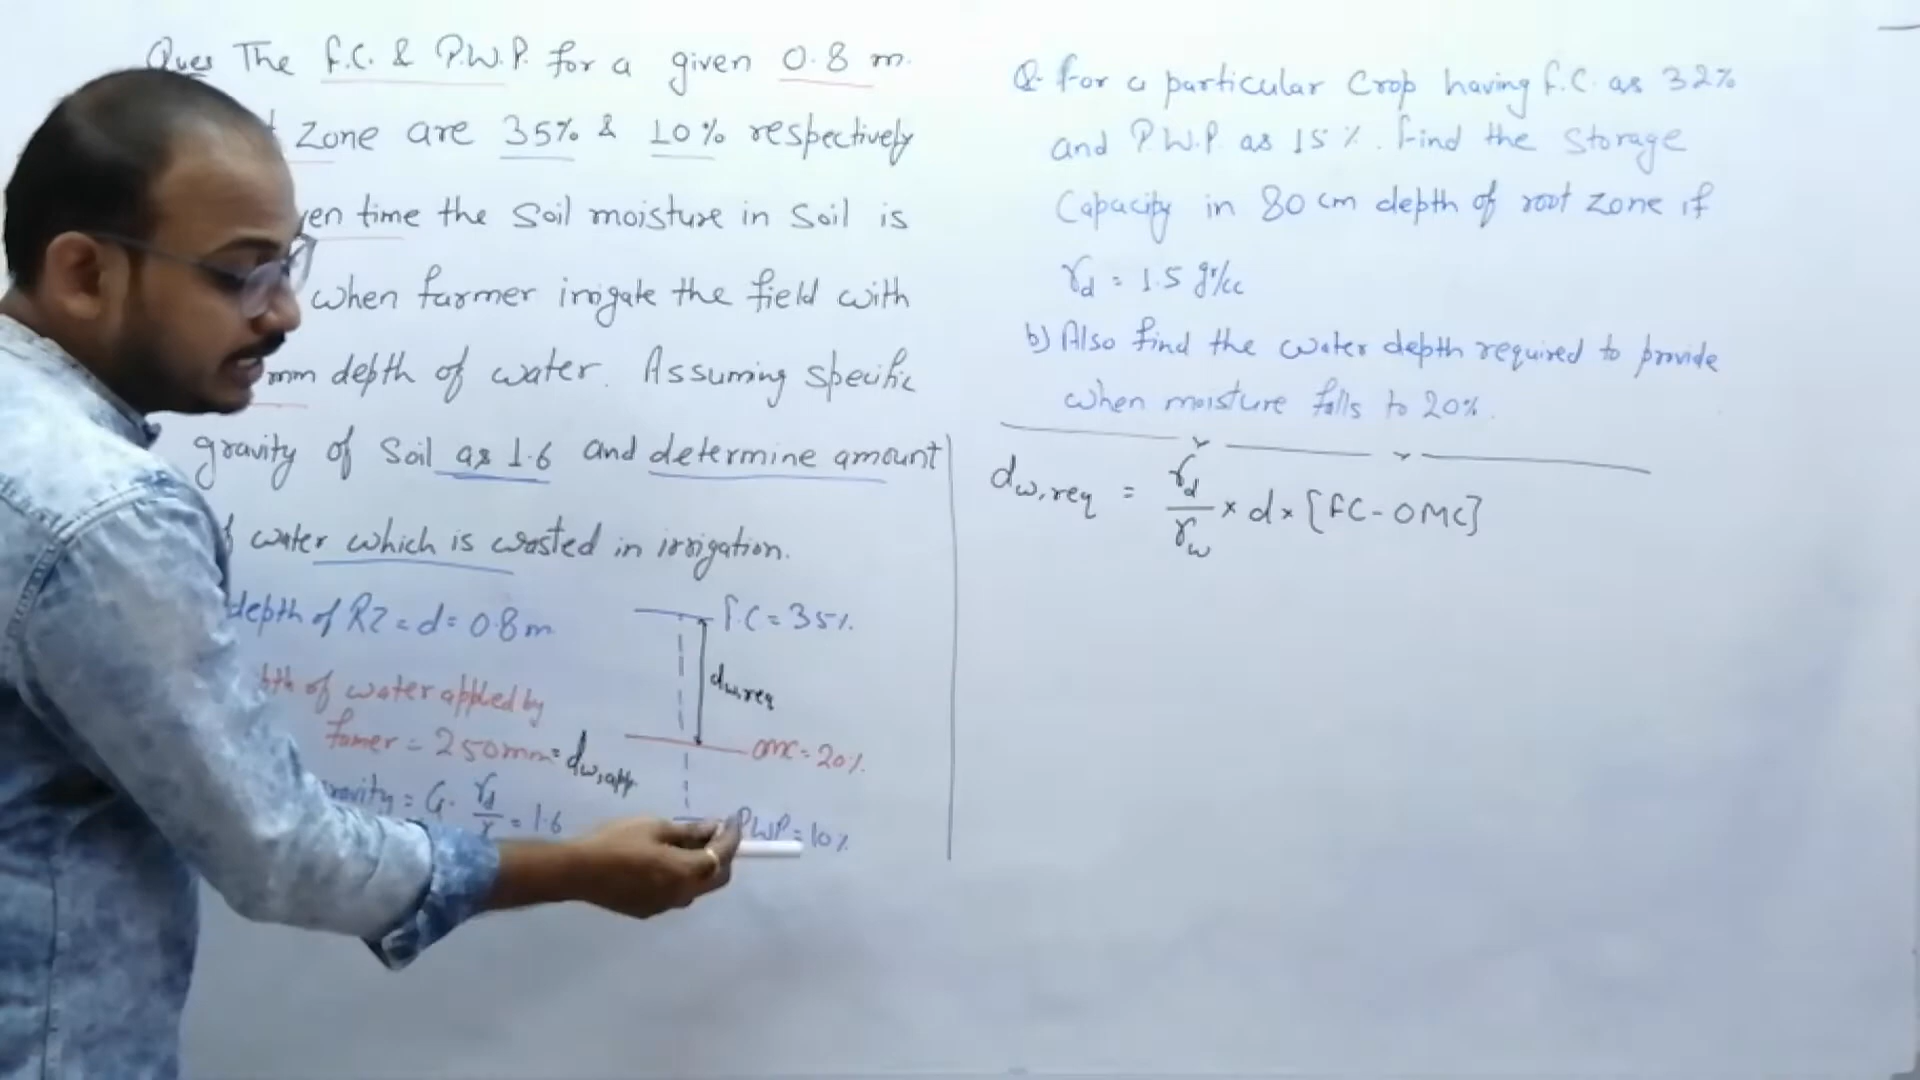 Ques The F.C. & P.W.P. for a given 0.8 m.
zone are 35% & 10% respectively
time the Soil moisture in Soil is
when farmer irrigate the field with
mm depth of water. Assuming specific
gravity of Soil as 1.6 and determine amount
water which is wasted in irrigation.
depth of RZ = d = 0.8 m
of water applied by
famer = 250mm = dw,app.
= G = γd/γ = 1.6
F.C = 35%
dw,req
OMC = 20%
PWP = 10%
Q. For a particular Crop having F.C. as 32%
and P.W.P. as 15%. Find the Storage
Capacity in 80 cm depth of root zone if
γd = 1.5 gr/cc
b) Also find the water depth required to provide
when moisture falls to 20%.
dw,req = γd/γw × d × [FC - OMC]